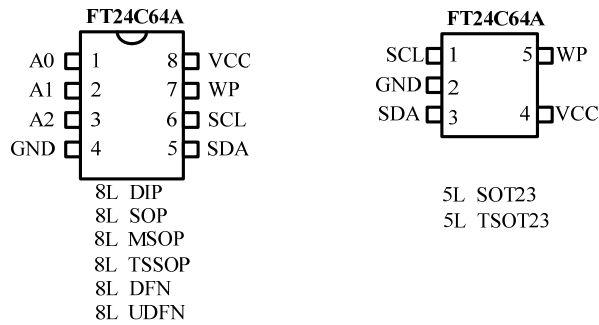 FT24C64A
A0 1 8 VCC
A1 2 7 WP
A2 3 6 SCL
GND 4 5 SDA
8L DIP
8L SOP
8L MSOP
8L TSSOP
8L DFN
8L UDFN
FT24C64A
SCL 1 5 WP
GND 2
SDA 3 4 VCC
5L SOT23
5L TSOT23